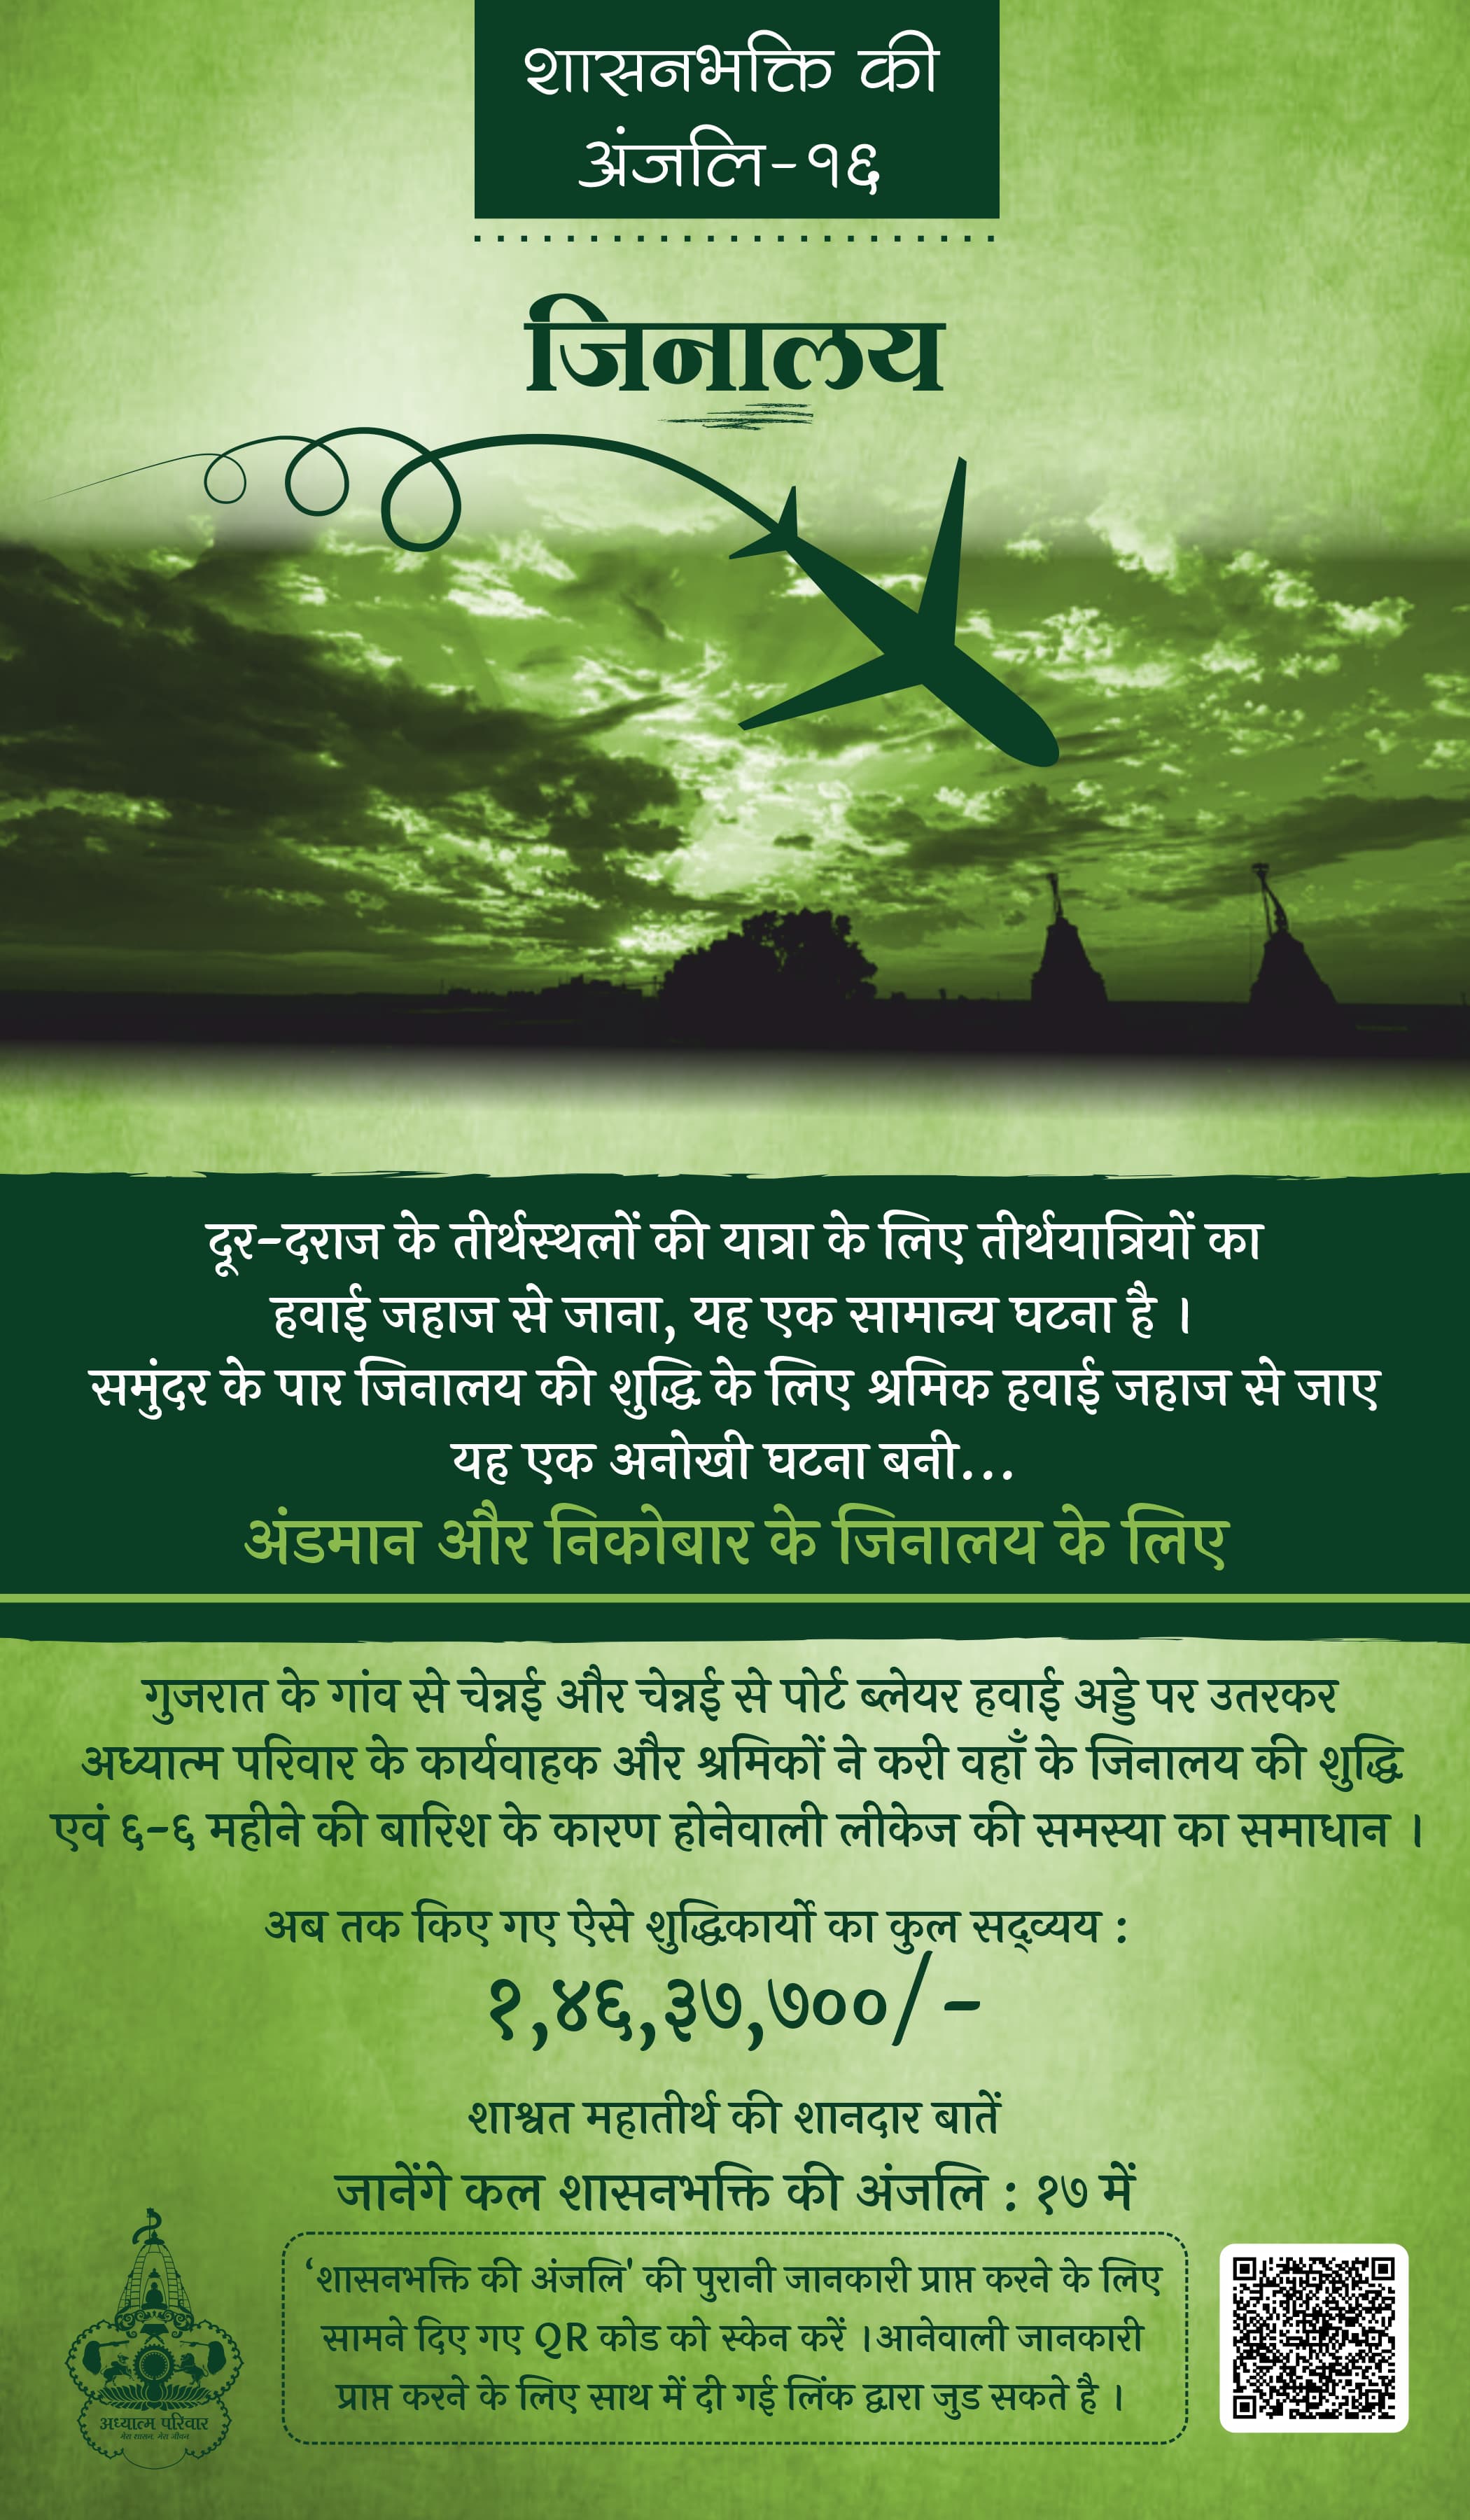 शासनभक्ति की
अंजलि-१६
जिनालय
दूर-दराज के तीर्थस्थलों की यात्रा के लिए तीर्थयात्रियों का
हवाई जहाज से जाना, यह एक सामान्य घटना है ।
समुंदर के पार जिनालय की शुद्धि के लिए श्रमिक हवाई जहाज से जाए
यह एक अनोखी घटना बनी...
अंडमान और निकोबार के जिनालय के लिए
गुजरात के गांव से चेन्नई और चेन्नई से पोर्ट ब्लेयर हवाई अड्डे पर उतरकर
अध्यात्म परिवार के कार्यवाहक और श्रमिकों ने करी वहाँ के जिनालय की शुद्धि
एवं ६-६ महीने की बारिश के कारण होनेवाली लीकेज की समस्या का समाधान ।
अब तक किए गए ऐसे शुद्धिकार्यो का कुल सद्व्यय :
१,४६,३७,७००/-
शाश्वत महातीर्थ की शानदार बातें
जानेंगे कल शासनभक्ति की अंजलि : १७ में
‘शासनभक्ति की अंजलि' की पुरानी जानकारी प्राप्त करने के लिए
सामने दिए गए QR कोड को स्केन करें ।आनेवाली जानकारी
प्राप्त करने के लिए साथ में दी गई लिंक द्वारा जुड सकते है ।
अध्यात्म परिवार
मेरा शासन, मेरा जीवन